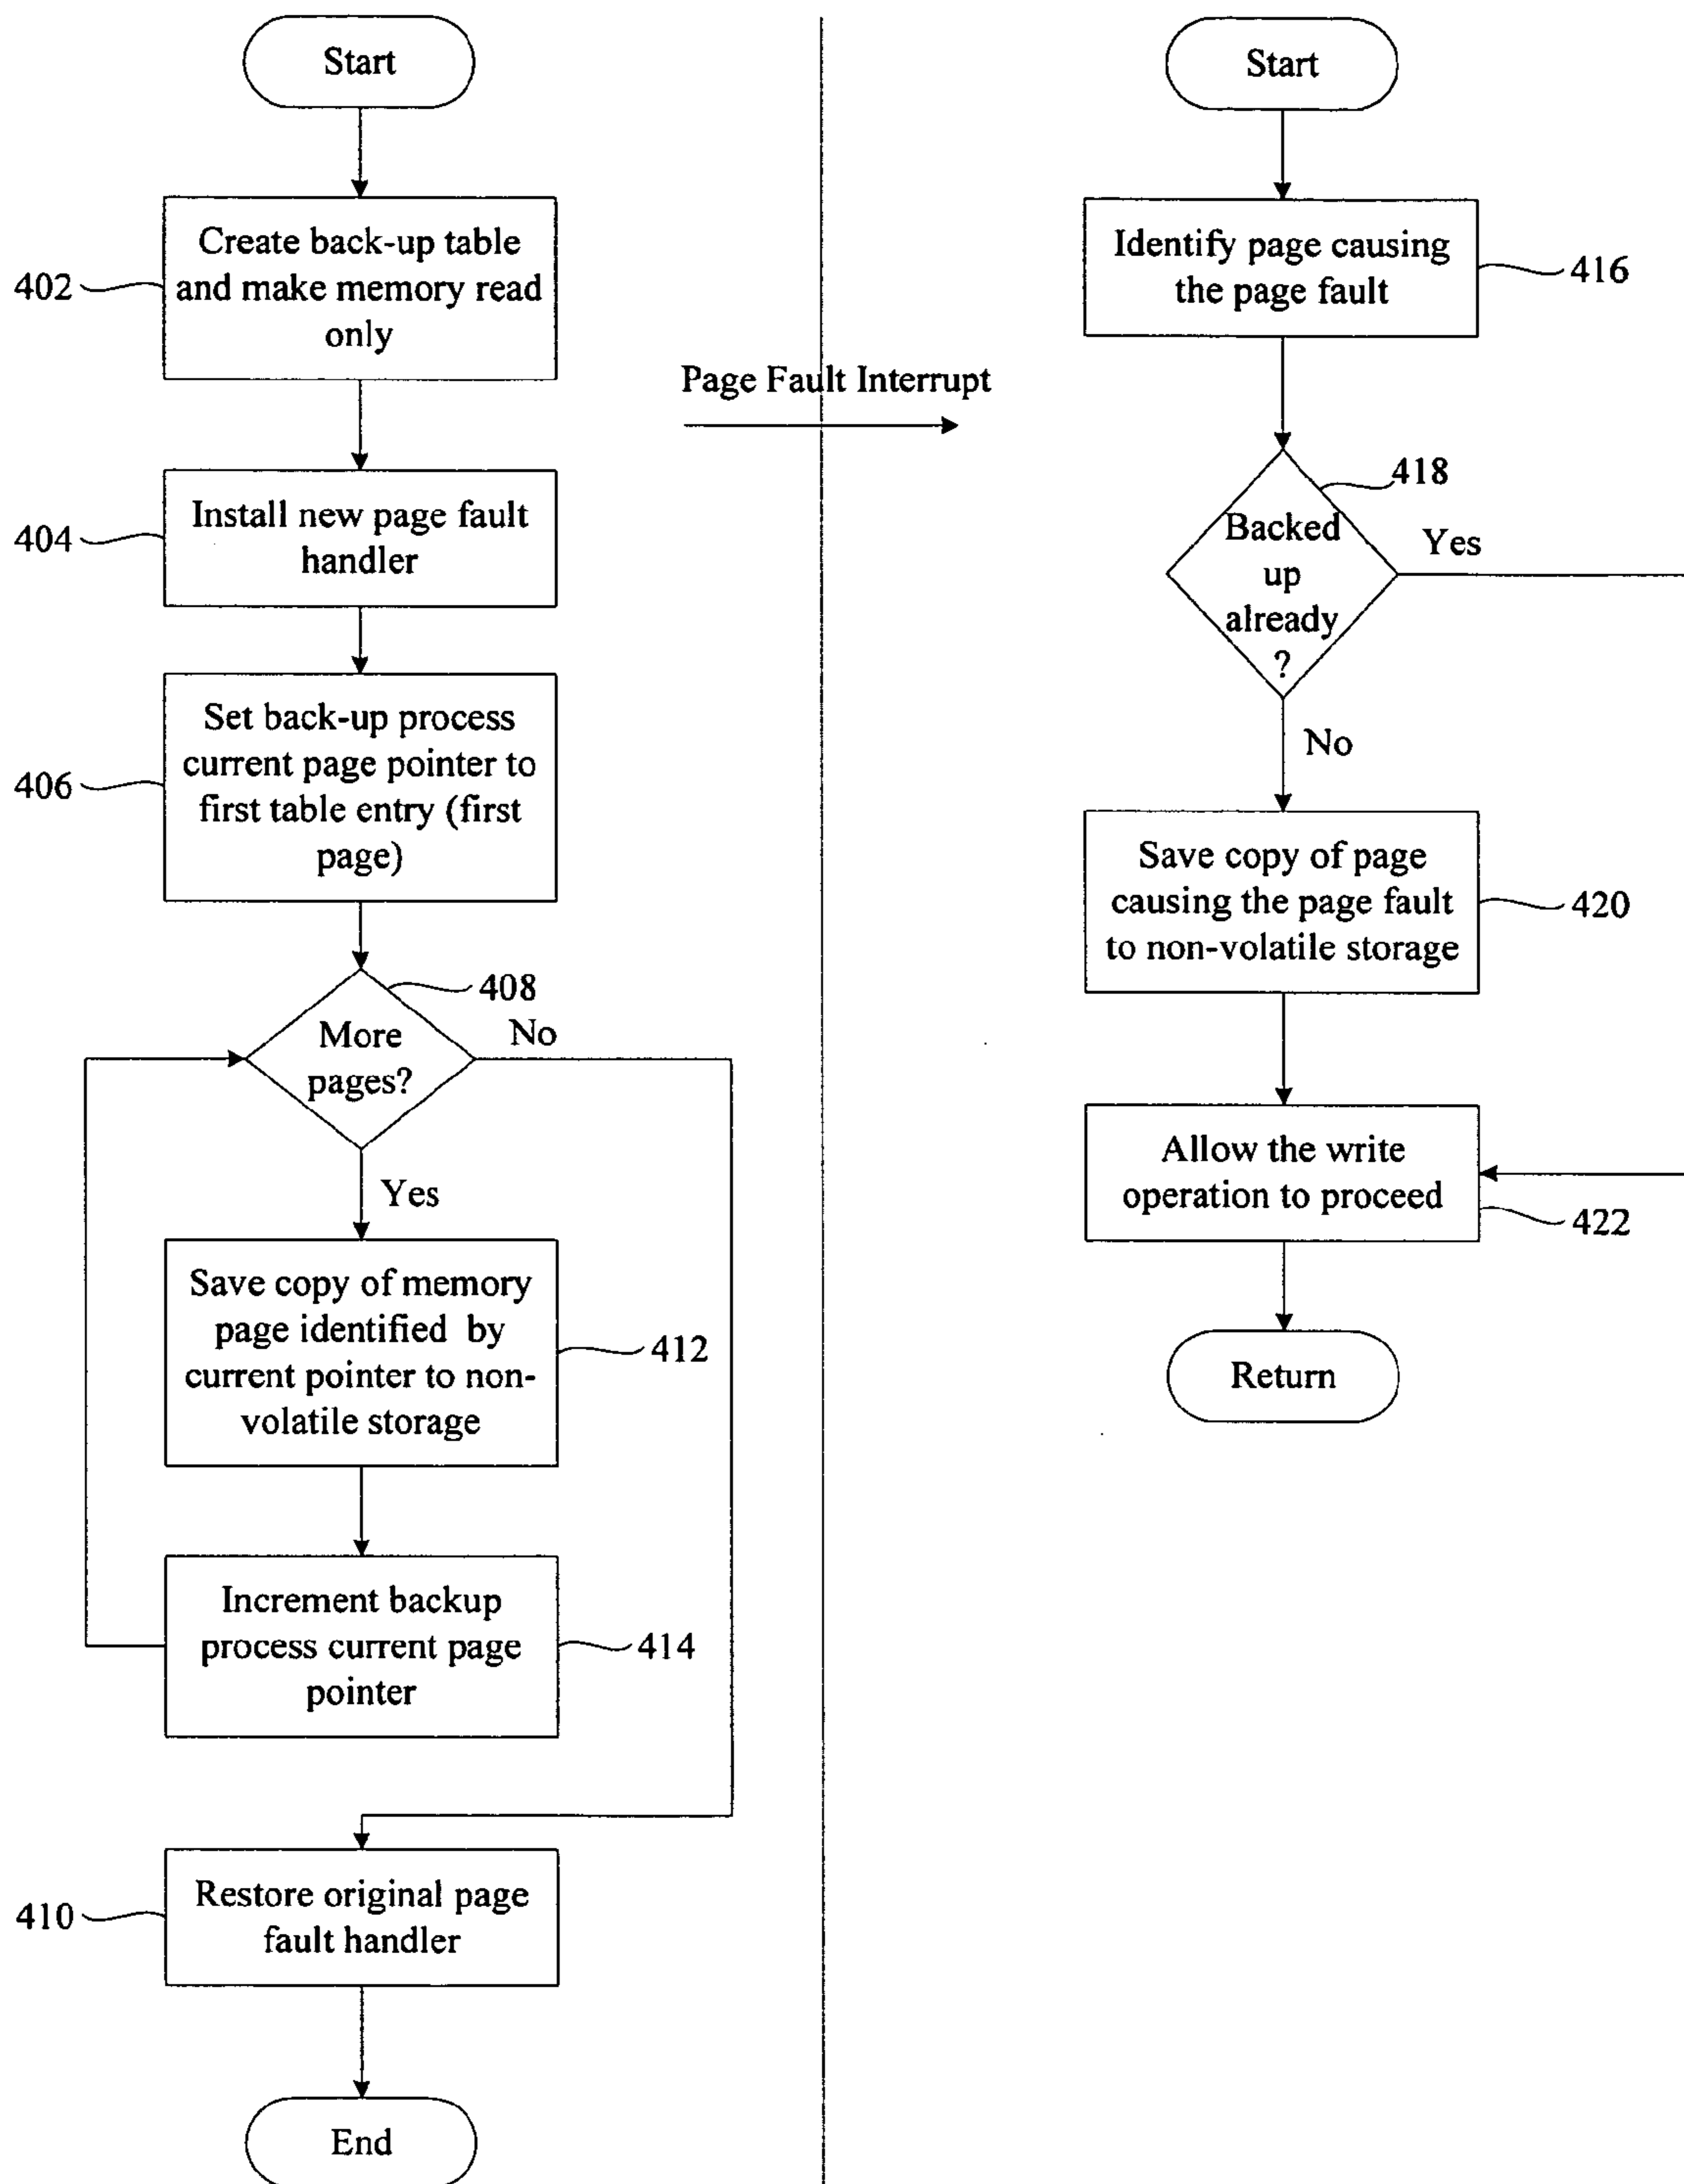 Start
402
Create back-up table
and make memory read
only
404
Install new page fault
handler
406
Set back-up process
current page pointer to
first table entry (first
page)
408
More
pages?
No
Yes
Save copy of memory
page identified by
current pointer to non-
volatile storage
412
Increment backup
process current page
pointer
414
410
Restore original page
fault handler
End
Page Fault Interrupt
Start
Identify page causing
the page fault
416
418
Backed
up
already
?
Yes
No
Save copy of page
causing the page fault
to non-volatile storage
420
Allow the write
operation to proceed
422
Return